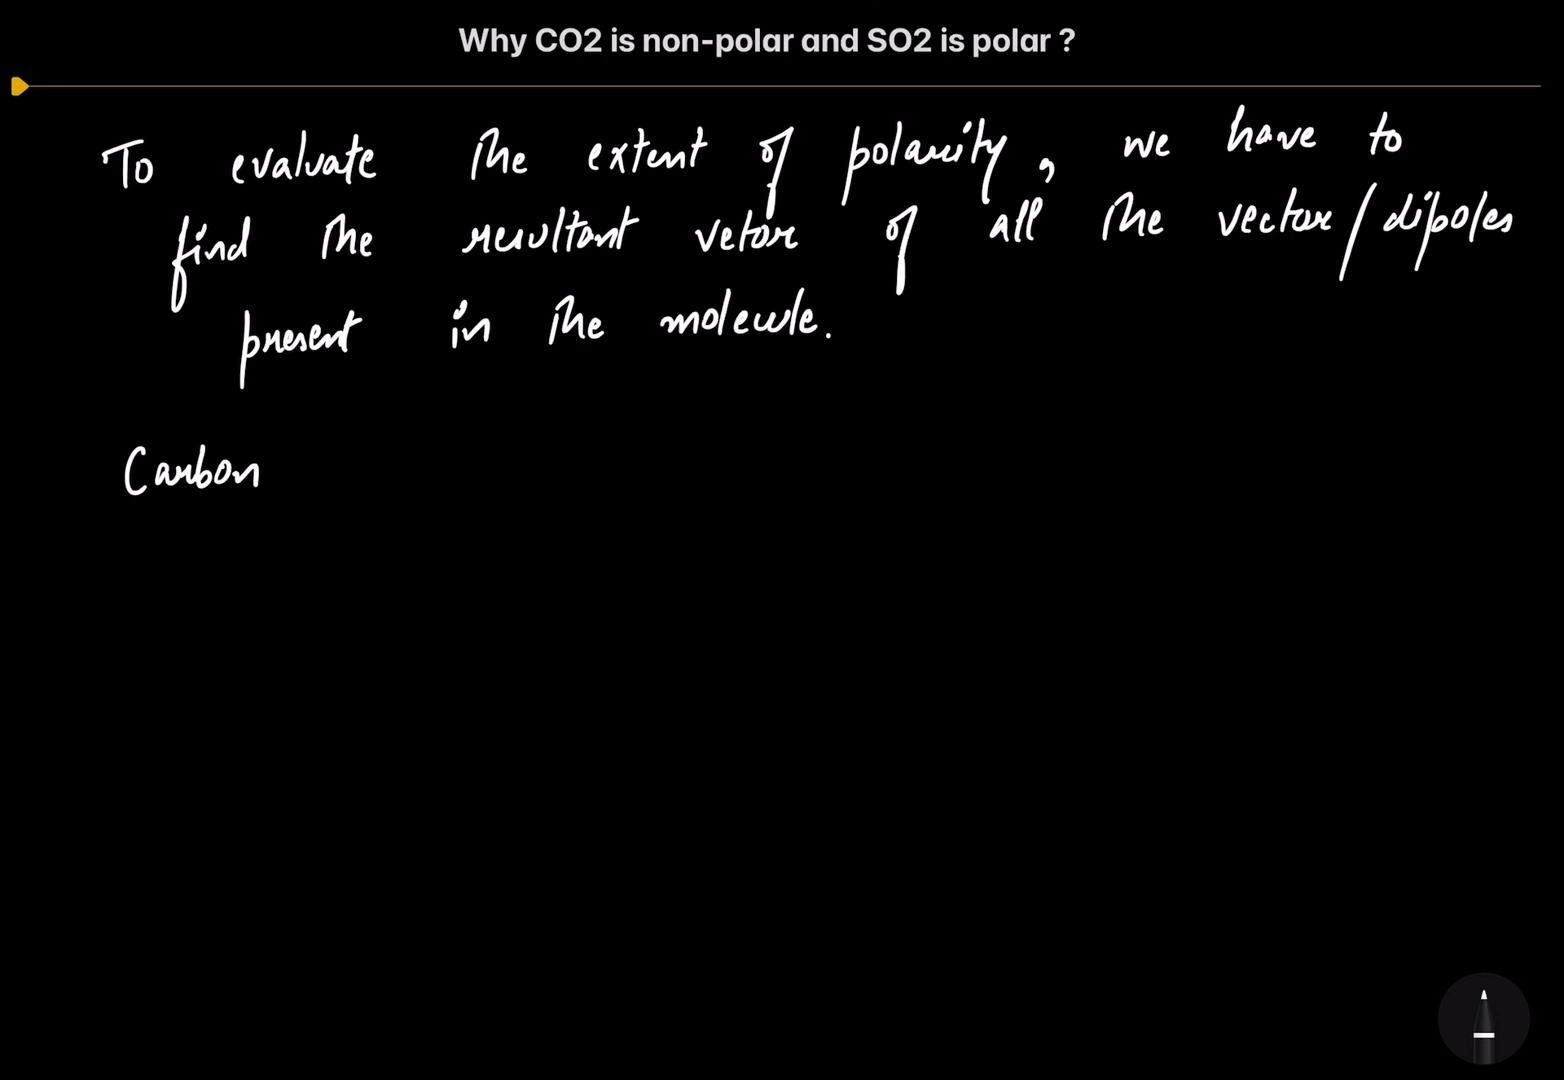 Why CO2 is non-polar and SO2 is polar ?
To evaluate the extent of polarity, we have to
find the resultant vetor of all the vector/dipoles
present in the molecule.
Carbon